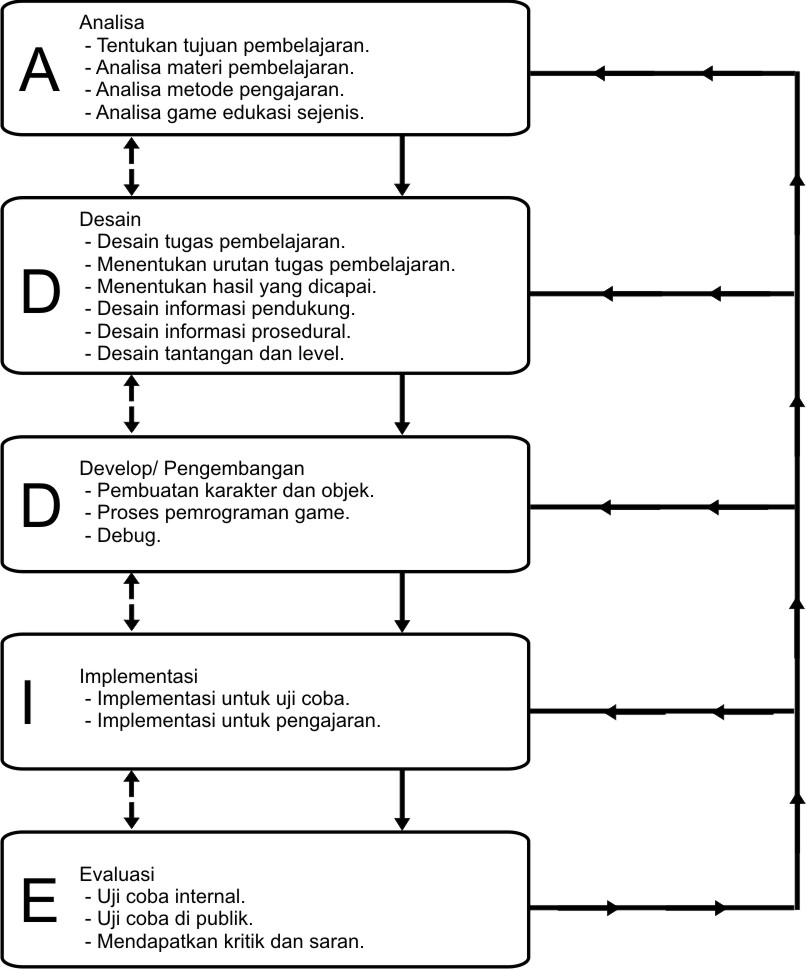 A
Analisa
- Tentukan tujuan pembelajaran.
- Analisa materi pembelajaran.
- Analisa metode pengajaran.
- Analisa game edukasi sejenis.
D
Desain
- Desain tugas pembelajaran.
- Menentukan urutan tugas pembelajaran.
- Menentukan hasil yang dicapai.
- Desain informasi pendukung.
- Desain informasi prosedural.
- Desain tantangan dan level.
D
Develop/ Pengembangan
- Pembuatan karakter dan objek.
- Proses pemrograman game.
- Debug.
I
Implementasi
- Implementasi untuk uji coba.
- Implementasi untuk pengajaran.
E
Evaluasi
- Uji coba internal.
- Uji coba di publik.
- Mendapatkan kritik dan saran.